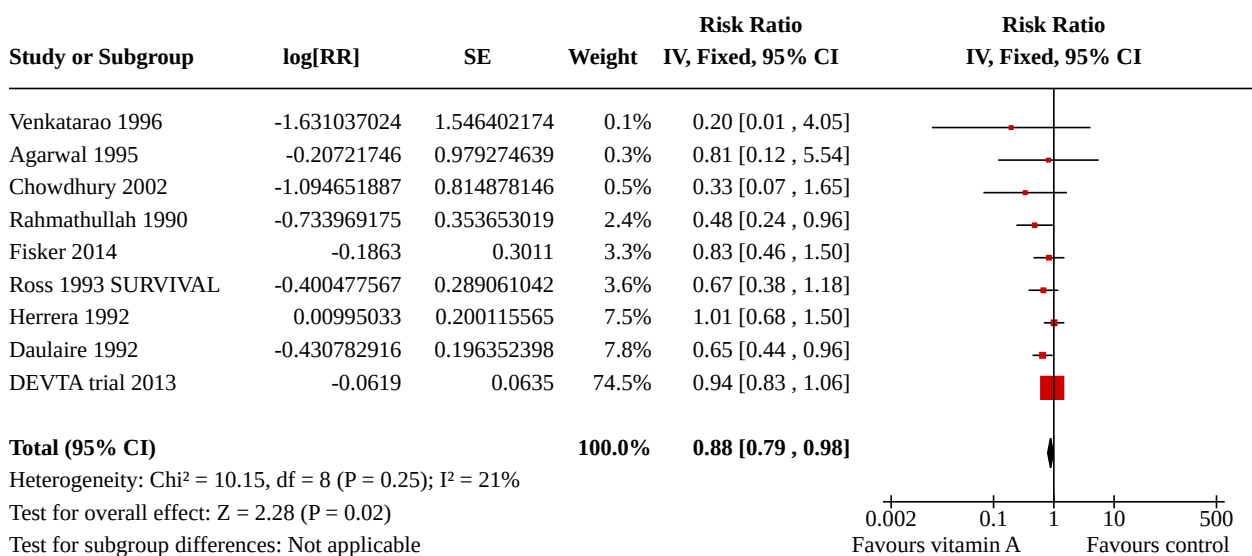 Risk Ratio Risk Ratio
Study or Subgroup log[RR] SE Weight IV, Fixed, 95% CI IV, Fixed, 95% CI
Venkatarao 1996 -1.631037024 1.546402174 0.1% 0.20 [0.01 , 4.05]
Agarwal 1995 -0.20721746 0.979274639 0.3% 0.81 [0.12 , 5.54]
Chowdhury 2002 -1.094651887 0.814878146 0.5% 0.33 [0.07 , 1.65]
Rahmathullah 1990 -0.733969175 0.353653019 2.4% 0.48 [0.24 , 0.96]
Fisker 2014 -0.1863 0.3011 3.3% 0.83 [0.46 , 1.50]
Ross 1993 SURVIVAL -0.400477567 0.289061042 3.6% 0.67 [0.38 , 1.18]
Herrera 1992 0.00995033 0.200115565 7.5% 1.01 [0.68 , 1.50]
Daulaire 1992 -0.430782916 0.196352398 7.8% 0.65 [0.44 , 0.96]
DEVTA trial 2013 -0.0619 0.0635 74.5% 0.94 [0.83 , 1.06]
Total (95% CI) 100.0% 0.88 [0.79 , 0.98]
Heterogeneity: Chi² = 10.15, df = 8 (P = 0.25); I² = 21%
Test for overall effect: Z = 2.28 (P = 0.02) 0.002 0.1 1 10 500
Test for subgroup differences: Not applicable Favours vitamin A Favours control